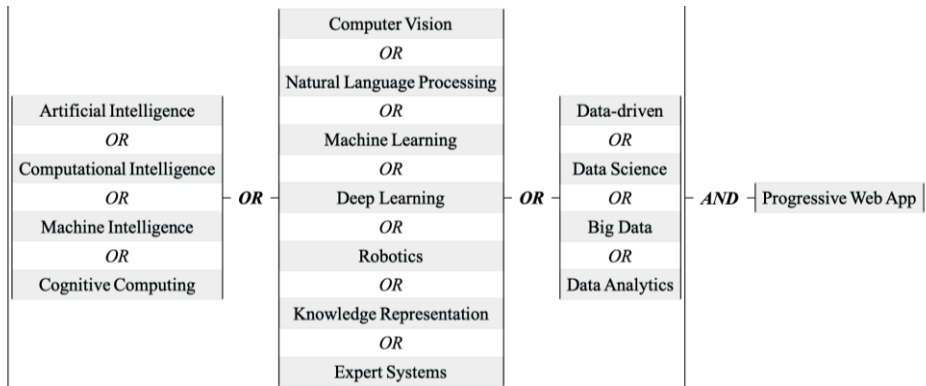 Artificial Intelligence
OR
Computational Intelligence
OR
Machine Intelligence
OR
Cognitive Computing
OR
Computer Vision
OR
Natural Language Processing
OR
Machine Learning
OR
Deep Learning
OR
Robotics
OR
Knowledge Representation
OR
Expert Systems
OR
Data-driven
OR
Data Science
OR
Big Data
OR
Data Analytics
AND
Progressive Web App